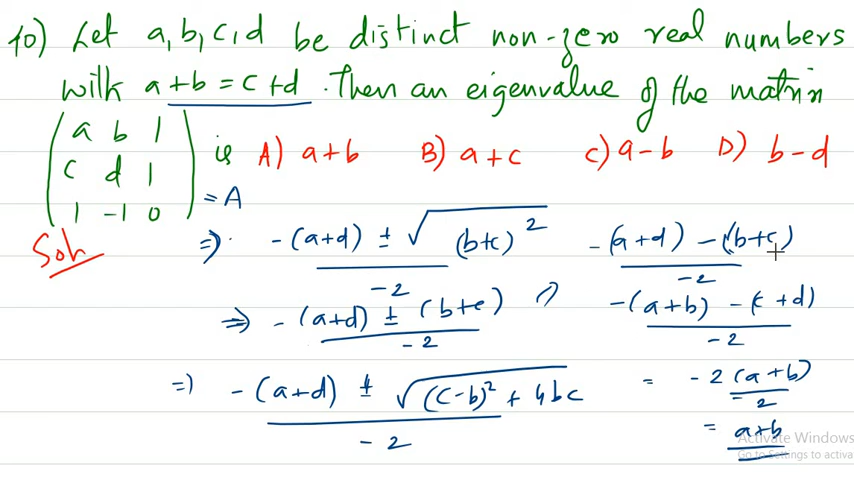 10) Let a, b, c, d be distinct non-zero real numbers
with a+b = c+d. Then an eigenvalue of the matrix
( a b 1
c d 1
1 -1 0 ) is A) a+b B) a+c C) a-b D) b-d
= A
Soln
⇒ -(a+d) ± √(b+c)² / -2
⇒ -(a+d) ± (b+c) / -2
⇒ -(a+d) ± √((c-b)² + 4bc / -2
-(a+d) - (b+c) / -2
-(a+b) - (c+d) / -2
= -2(a+b) / -2
= a+b
Activate Windows
Go to Settings to activa